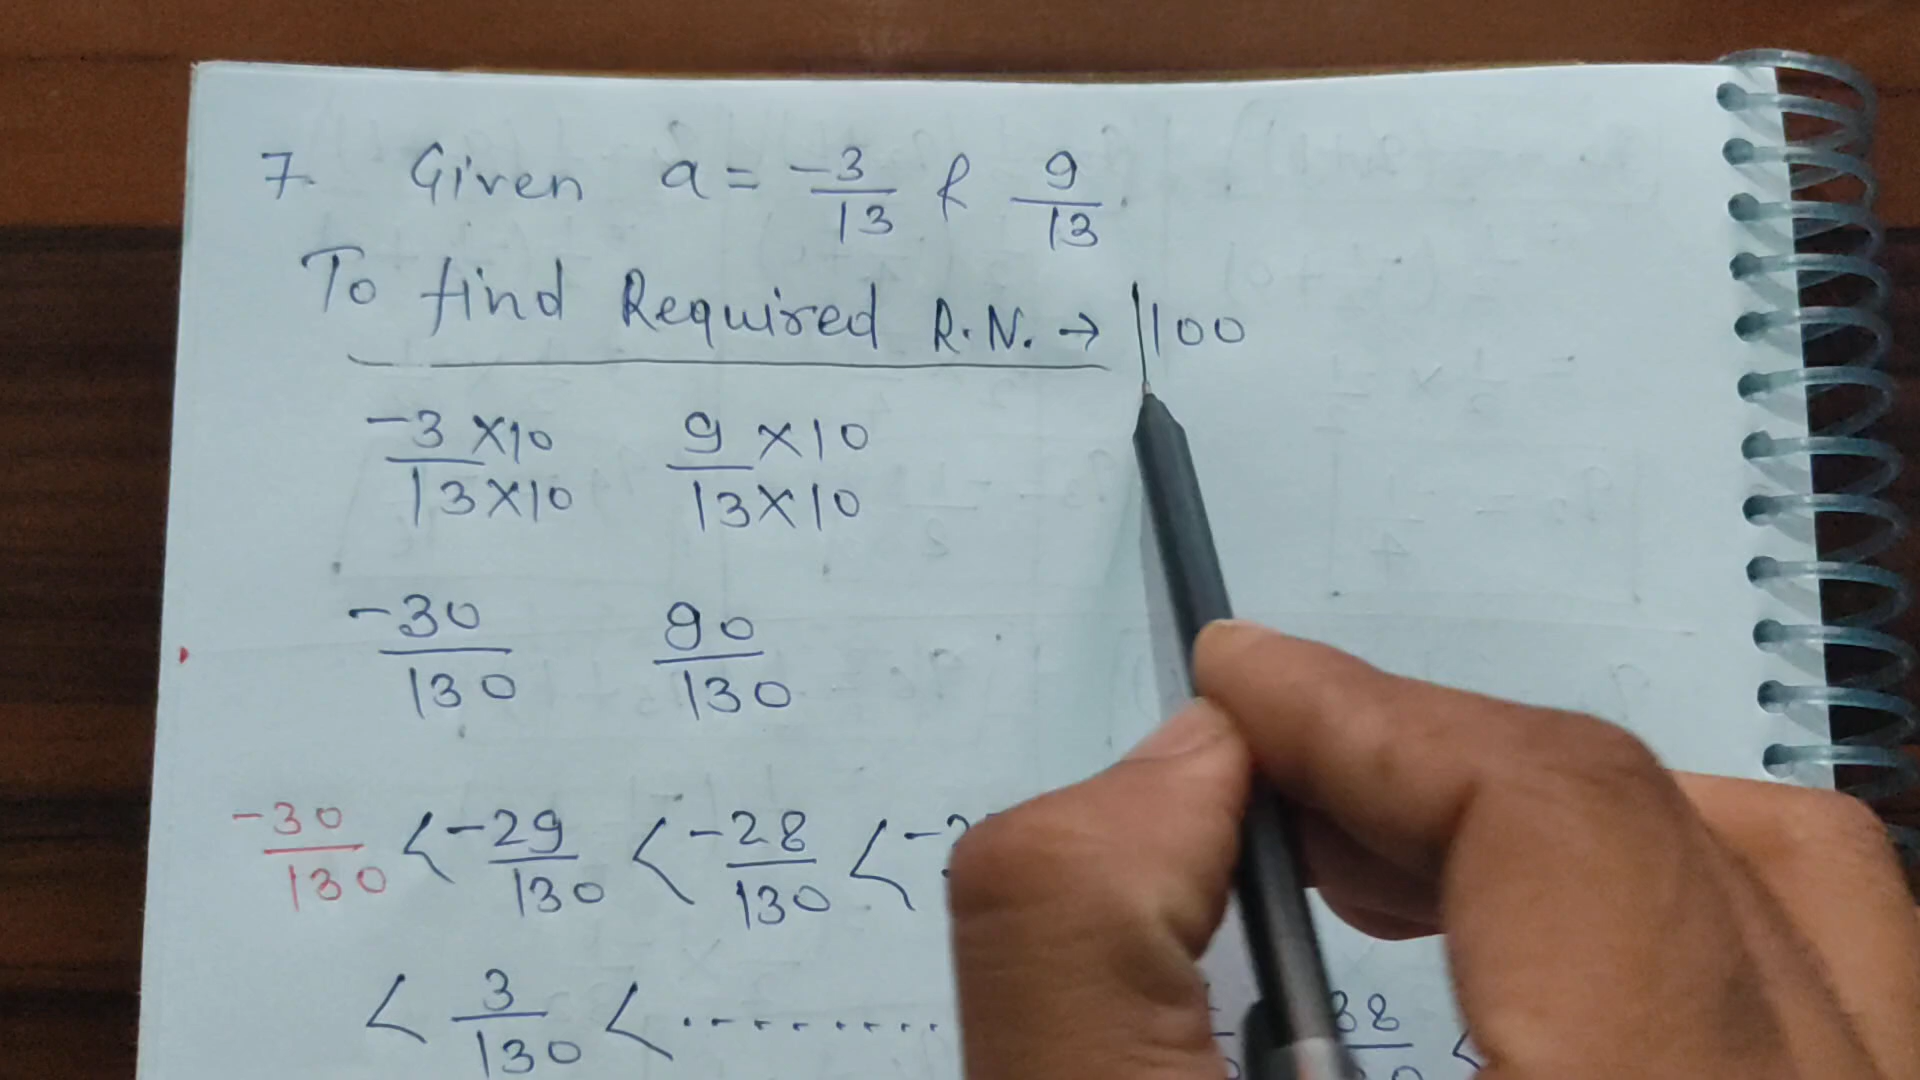 7. Given a = -3/13 & 9/13.
To find Required R.N. → 100
-3×10/13×10 9×10/13×10
-30/130 90/130
-30/130 < -29/130 < -28/130 <
< 3/130 < ......... 88 <